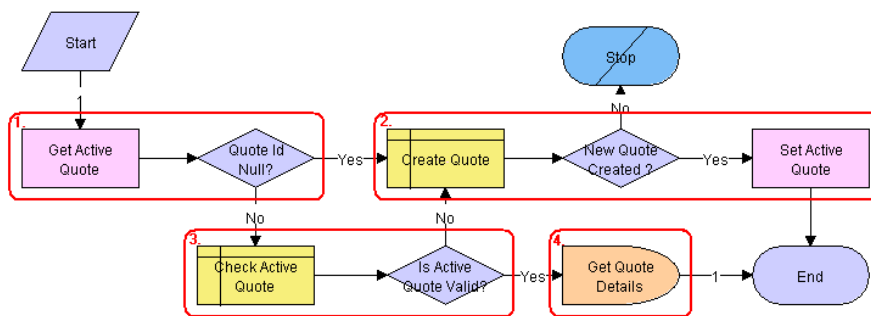 Start
1
1.
Get Active
Quote
Quote Id
Null?
Yes
No
2.
Create Quote
New Quote
Created ?
No
Stop
Yes
Set Active
Quote
3.
Check Active
Quote
Is Active
Quote Valid?
No
Yes
4.
Get Quote
Details
1
End